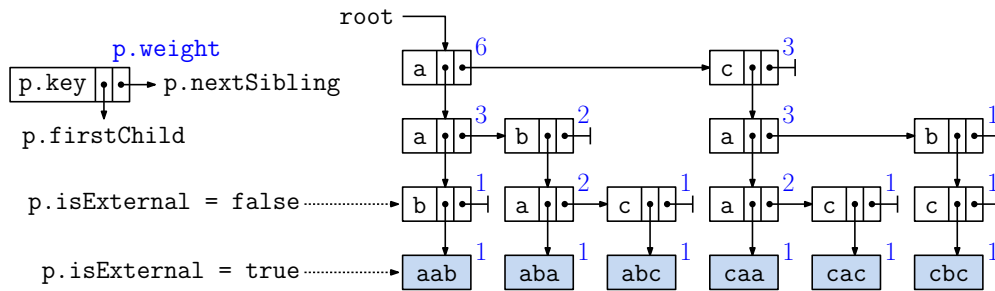 root
p.weight
6 3
p.key p.nextSibling a c
p.firstChild
3 2 3 1
a b a b
1 2 1 2 1 1
p.isExternal = false b a c a c c
1 1 1 1 1 1
p.isExternal = true aab aba abc caa cac cbc